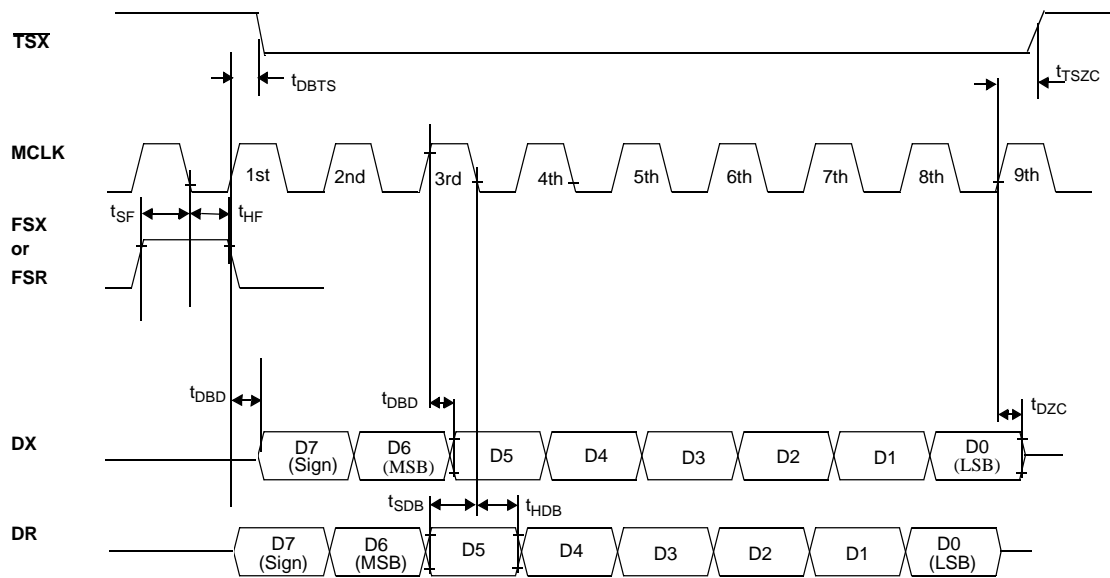 TSX
tDBTS
tTSZC
MCLK
1st 2nd 3rd 4th 5th 6th 7th 8th 9th
tSF tHF
FSX
or
FSR
tDBD tDBD tDZC
DX
D7 D6 D5 D4 D3 D2 D1 D0
(Sign) (MSB) (LSB)
tSDB tHDB
DR
D7 D6 D5 D4 D3 D2 D1 D0
(Sign) (MSB) (LSB)